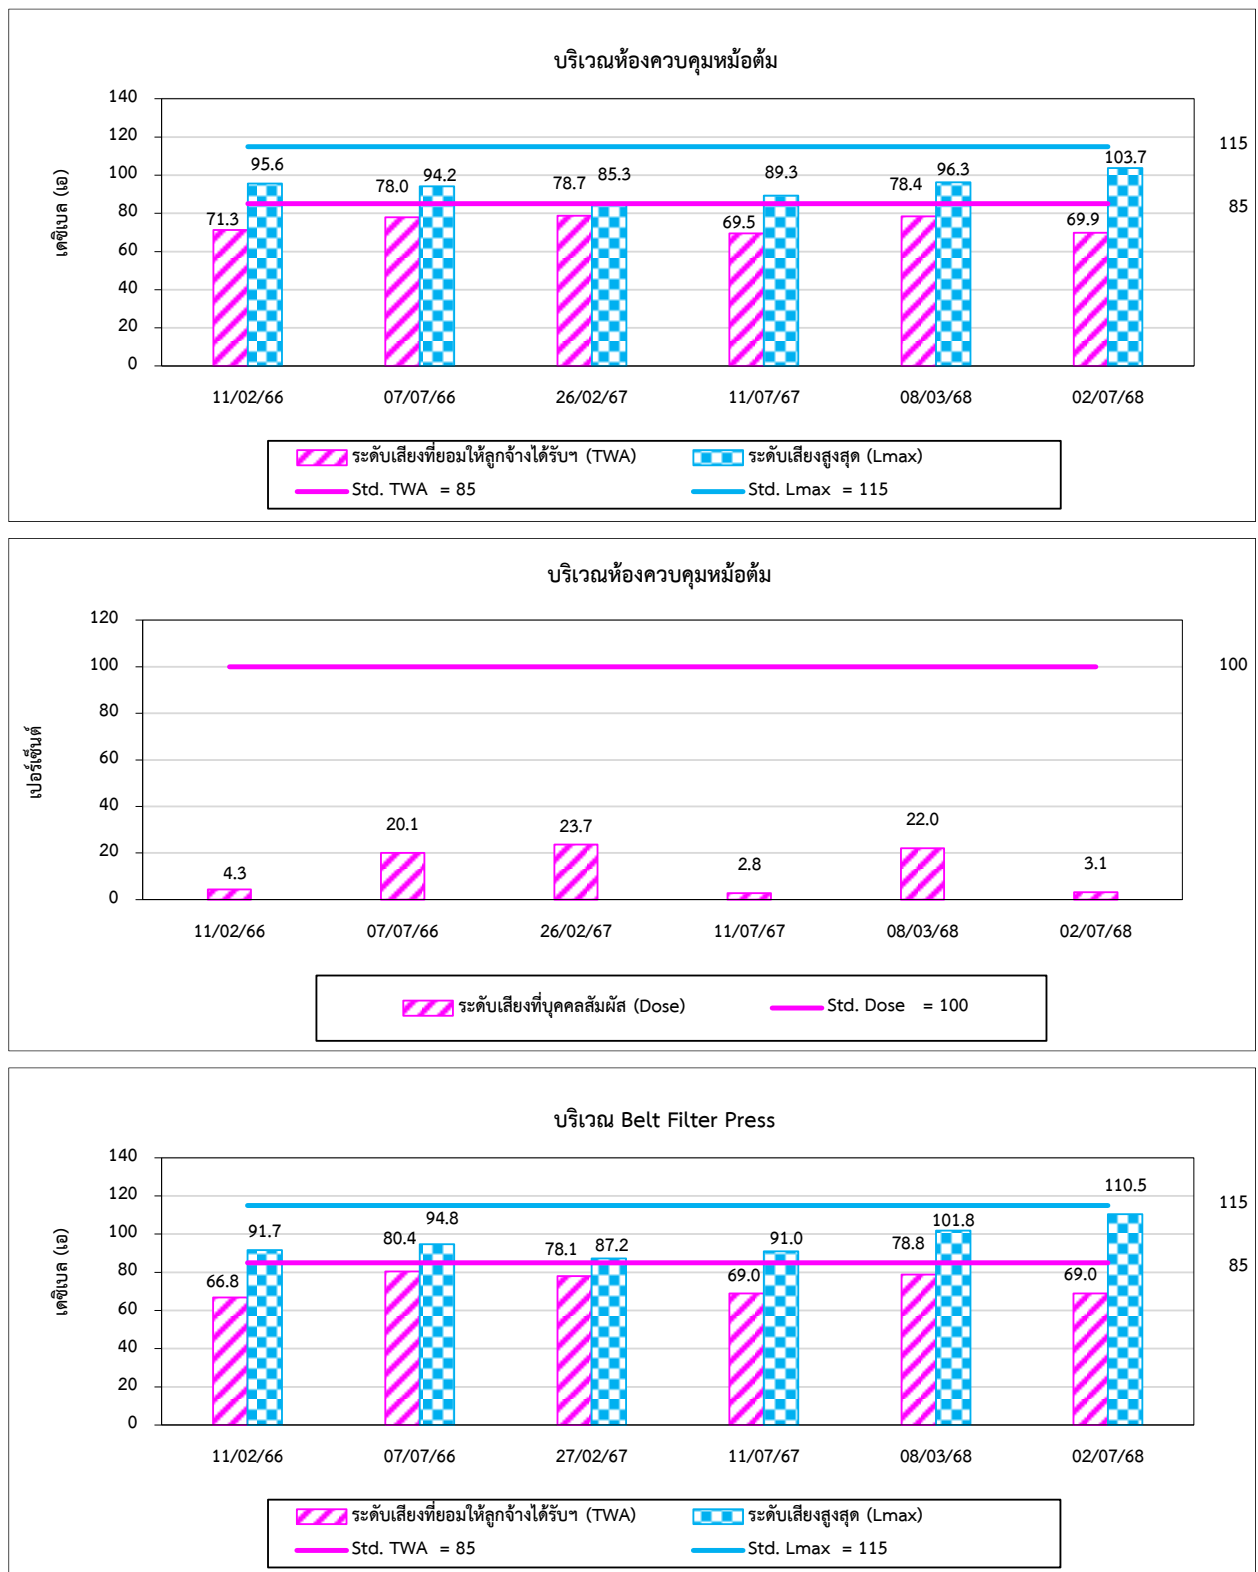 บริเวณห้องควบคุมหม้อต้ม
เดซิเบล (เอ)
140
120
100
80
60
40
20
0
115
85
71.3 95.6 78.0 94.2 78.7 85.3 69.5 89.3 78.4 96.3 69.9 103.7
11/02/66 07/07/66 26/02/67 11/07/67 08/03/68 02/07/68
ระดับเสียงที่ยอมให้ลูกจ้างได้รับฯ (TWA) ระดับเสียงสูงสุด (Lmax)
Std. TWA = 85 Std. Lmax = 115
บริเวณห้องควบคุมหม้อต้ม
เปอร์เซ็นต์
120
100
80
60
40
20
0
100
4.3 20.1 23.7 2.8 22.0 3.1
11/02/66 07/07/66 26/02/67 11/07/67 08/03/68 02/07/68
ระดับเสียงที่บุคคลสัมผัส (Dose) Std. Dose = 100
บริเวณ Belt Filter Press
เดซิเบล (เอ)
140
120
100
80
60
40
20
0
115
85
66.8 91.7 80.4 94.8 78.1 87.2 69.0 91.0 78.8 101.8 69.0 110.5
11/02/66 07/07/66 27/02/67 11/07/67 08/03/68 02/07/68
ระดับเสียงที่ยอมให้ลูกจ้างได้รับฯ (TWA) ระดับเสียงสูงสุด (Lmax)
Std. TWA = 85 Std. Lmax = 115